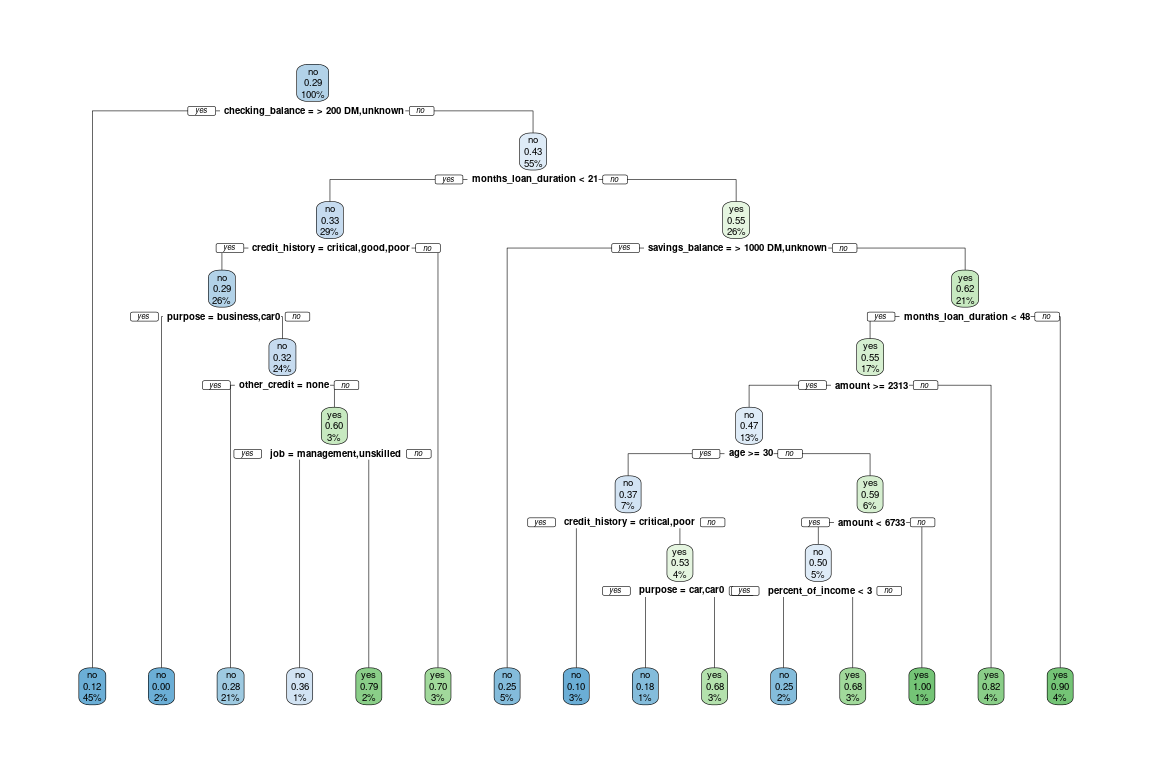 no
0.29
100%
yes checking_balance = > 200 DM,unknown no
no
0.43
55%
yes months_loan_duration < 21 no
no
0.33
29%
yes
0.55
26%
yes credit_history = critical,good,poor no
yes savings_balance = > 1000 DM,unknown no
no
0.29
26%
yes
0.62
21%
yes purpose = business,car0 no
yes months_loan_duration < 48 no
no
0.32
24%
yes
0.55
17%
yes other_credit = none no
yes amount >= 2313 no
yes
0.60
3%
no
0.47
13%
yes job = management,unskilled no
yes age >= 30 no
no
0.37
7%
yes
0.59
6%
yes credit_history = critical,poor no
yes amount < 6733 no
yes
0.53
4%
no
0.50
5%
yes purpose = car,car0
yes percent_of_income < 3 no
no
0.12
45%
no
0.00
2%
no
0.28
21%
no
0.36
1%
yes
0.79
2%
yes
0.70
3%
no
0.25
5%
no
0.10
3%
no
0.18
1%
yes
0.68
3%
no
0.25
2%
yes
0.68
3%
yes
1.00
1%
yes
0.82
4%
yes
0.90
4%